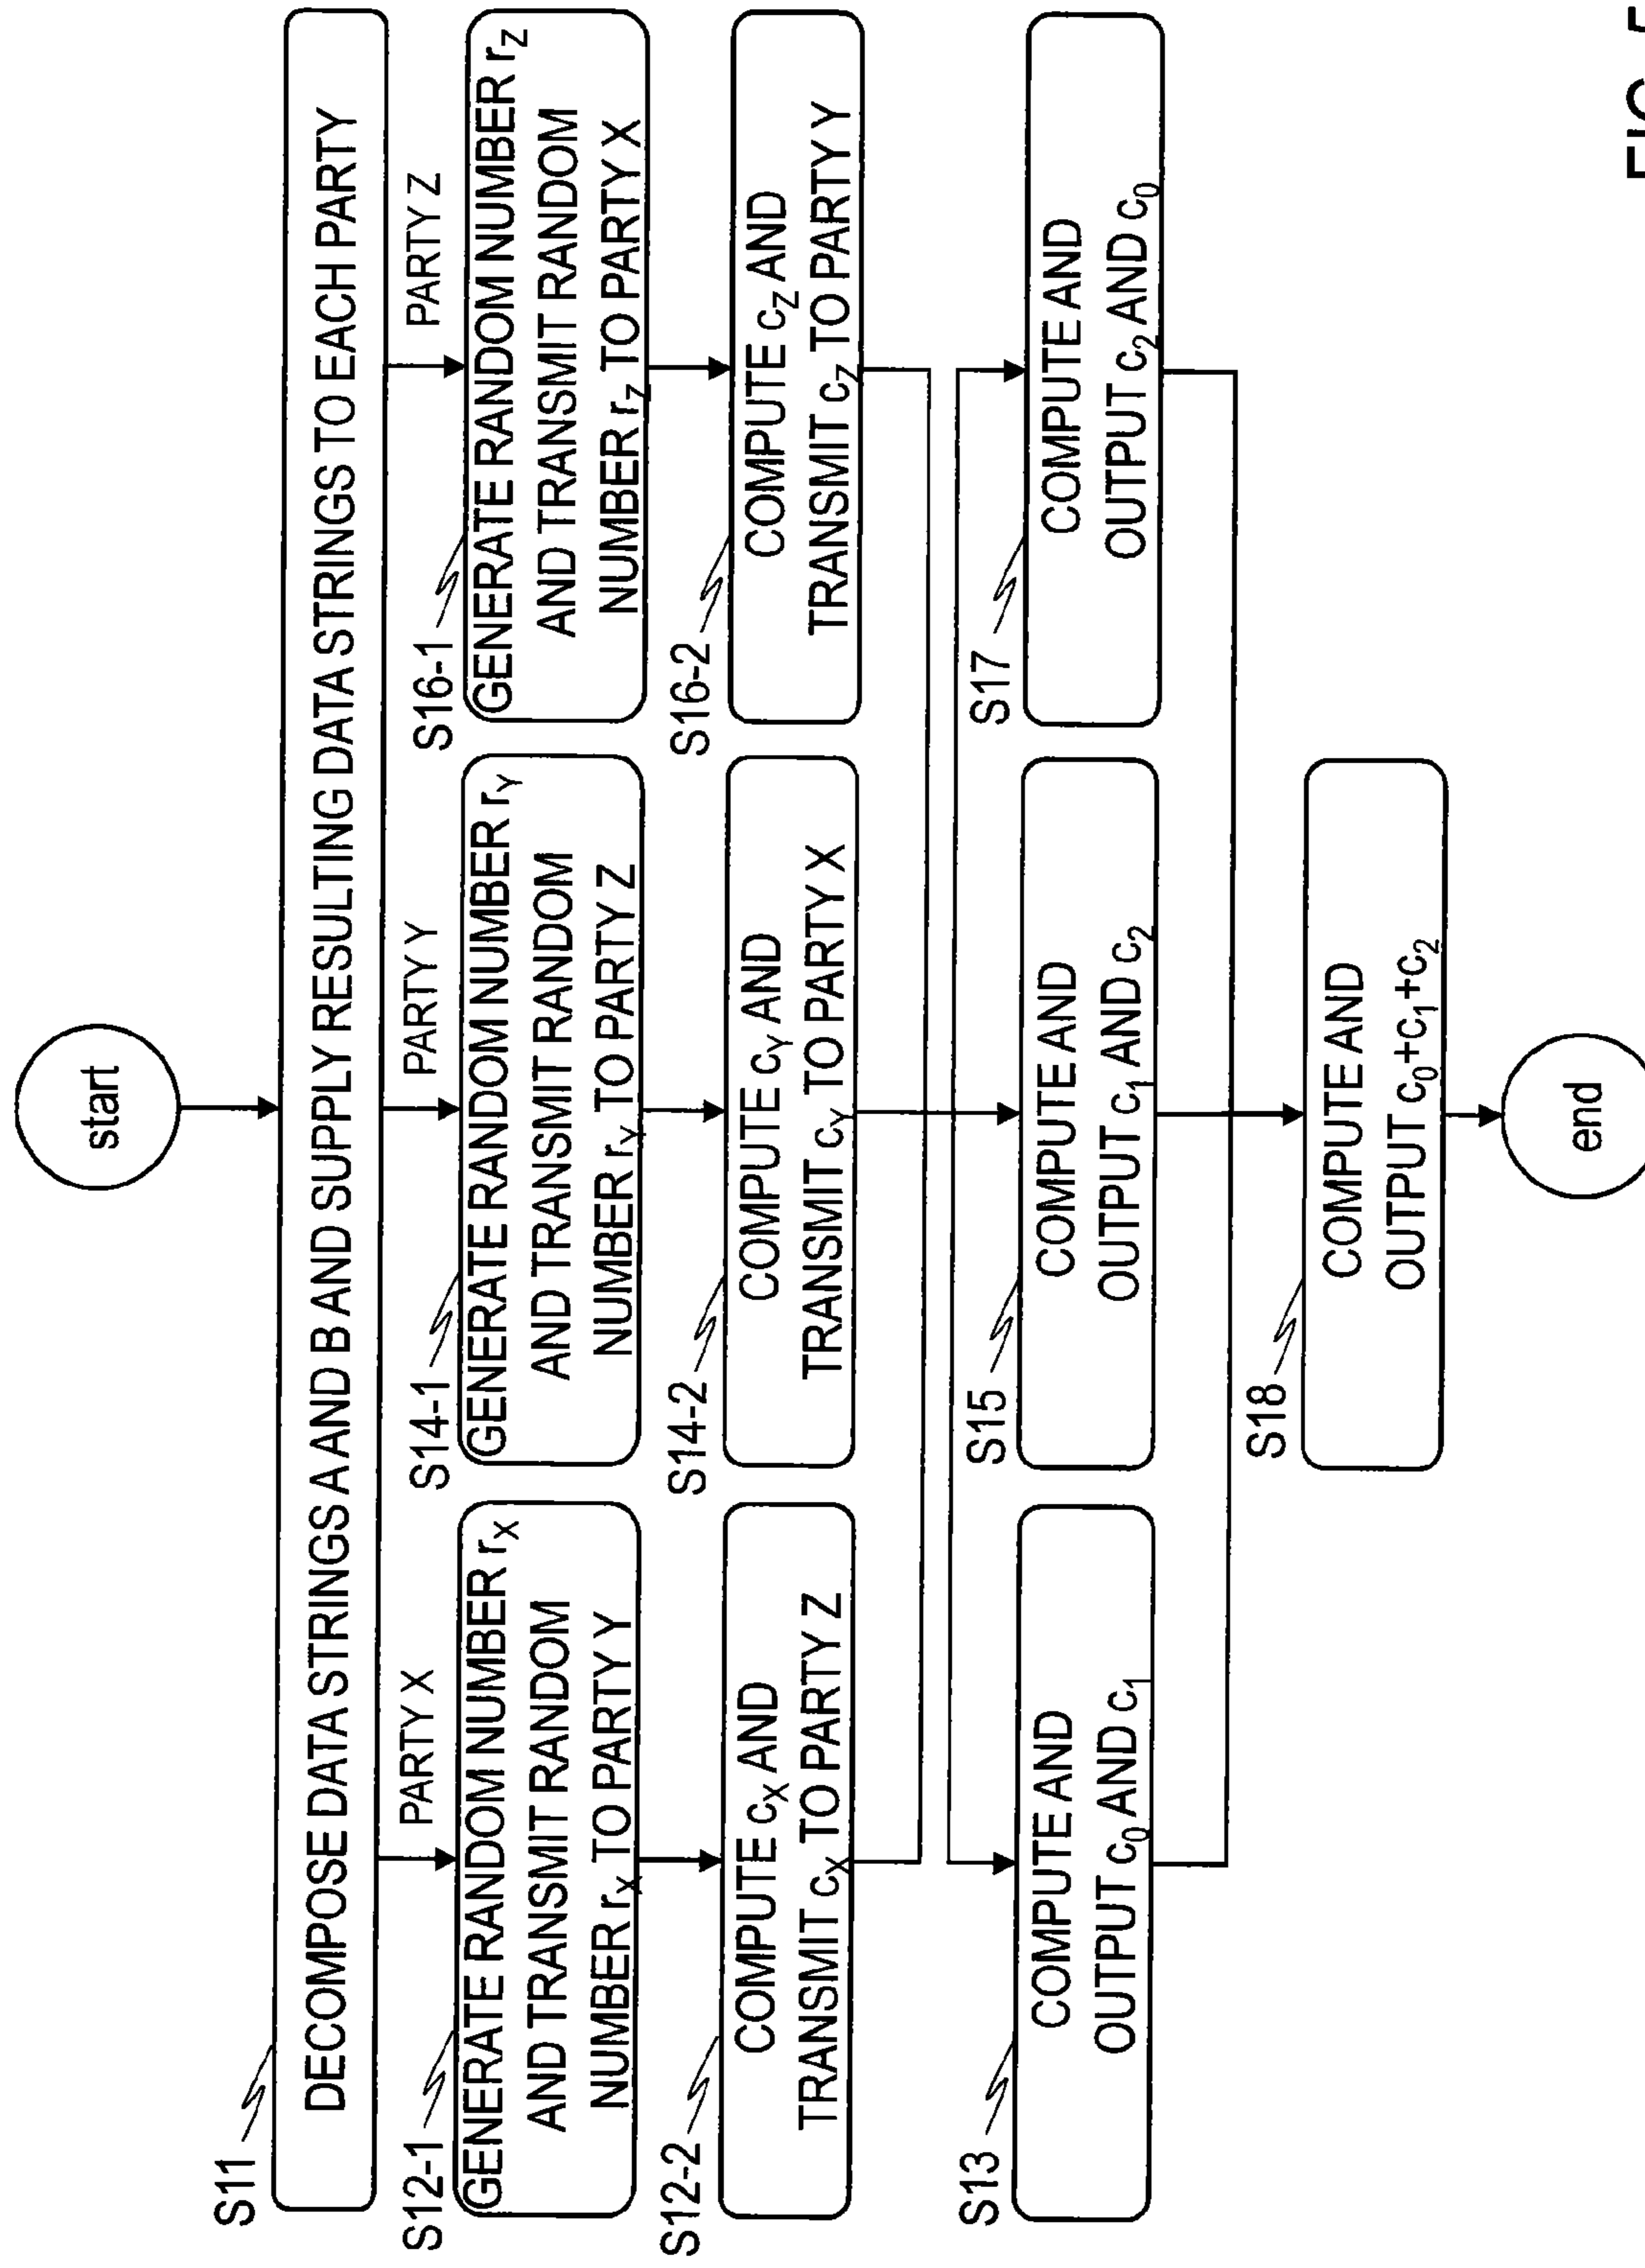 start
S11
DECOMPOSE DATA STRINGS A AND B AND SUPPLY RESULTING DATA STRINGS TO EACH PARTY
PARTY X
S12-1
GENERATE RANDOM NUMBER rX
AND TRANSMIT RANDOM
NUMBER rX TO PARTY Y
PARTY Y
S14-1
GENERATE RANDOM NUMBER rY
AND TRANSMIT RANDOM
NUMBER rY TO PARTY Z
PARTY Z
S16-1
GENERATE RANDOM NUMBER rZ
AND TRANSMIT RANDOM
NUMBER rZ TO PARTY X
S12-2
COMPUTE cX AND
TRANSMIT cX TO PARTY Z
S14-2
COMPUTE cY AND
TRANSMIT cY TO PARTY X
S16-2
COMPUTE cZ AND
TRANSMIT cZ TO PARTY Y
S13
COMPUTE AND
OUTPUT c0 AND c1
S15
COMPUTE AND
OUTPUT c1 AND c2
S17
COMPUTE AND
OUTPUT c2 AND c0
S18
COMPUTE AND
OUTPUT c0+c1+c2
end